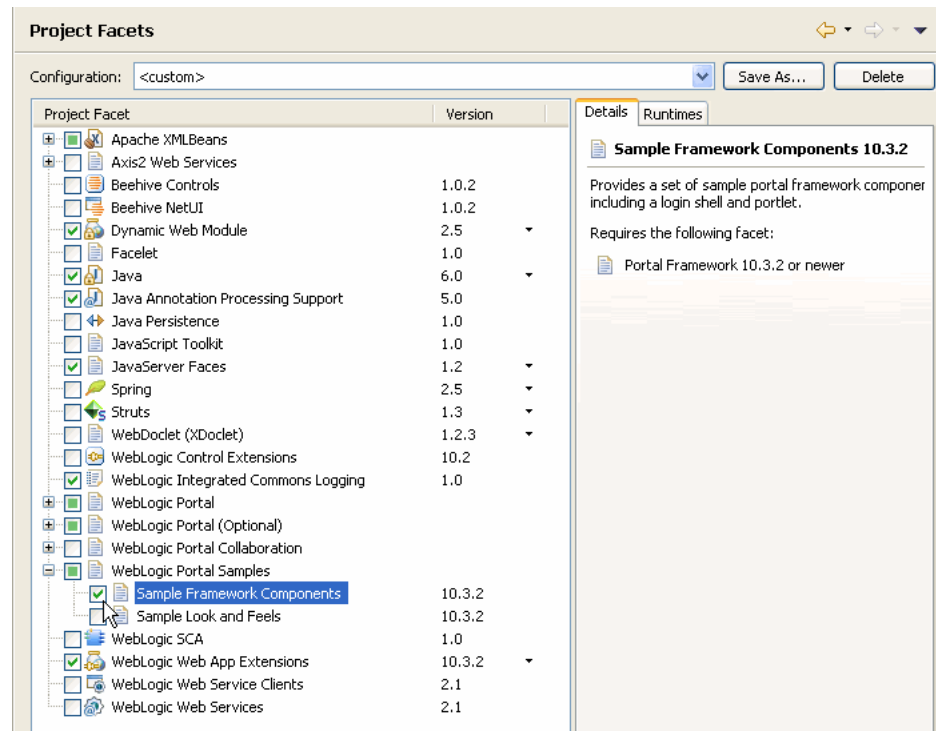 Project Facets
Configuration: <custom> Save As... Delete
Project Facet Version
Apache XMLBeans
Axis2 Web Services
Beehive Controls 1.0.2
Beehive NetUI 1.0.2
Dynamic Web Module 2.5
Facelet 1.0
Java 6.0
Java Annotation Processing Support 5.0
Java Persistence 1.0
JavaScript Toolkit 1.0
JavaServer Faces 1.2
Spring 2.5
Struts 1.3
WebDoclet (XDoclet) 1.2.3
WebLogic Control Extensions 10.2
WebLogic Integrated Commons Logging 1.0
WebLogic Portal
WebLogic Portal (Optional)
WebLogic Portal Collaboration
WebLogic Portal Samples
Sample Framework Components 10.3.2
Sample Look and Feels 10.3.2
WebLogic SCA 1.0
WebLogic Web App Extensions 10.3.2
WebLogic Web Service Clients 2.1
WebLogic Web Services 2.1
Details Runtimes
Sample Framework Components 10.3.2
Provides a set of sample portal framework componer
including a login shell and portlet.
Requires the following facet:
Portal Framework 10.3.2 or newer